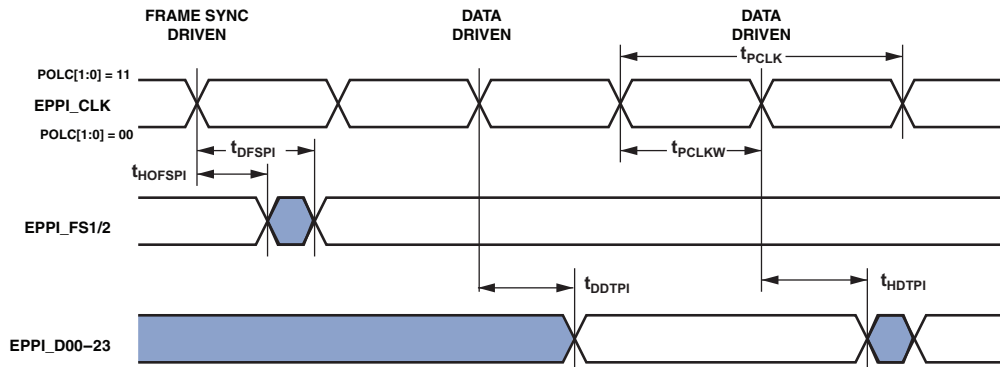 FRAME SYNC
DRIVEN
DATA
DRIVEN
DATA
DRIVEN
tPCLK
POLC[1:0] = 11
EPPI_CLK
POLC[1:0] = 00
tDFSPI
tPCLKW
tHOFSPI
EPPI_FS1/2
tDDTPI
tHDTPI
EPPI_D00–23